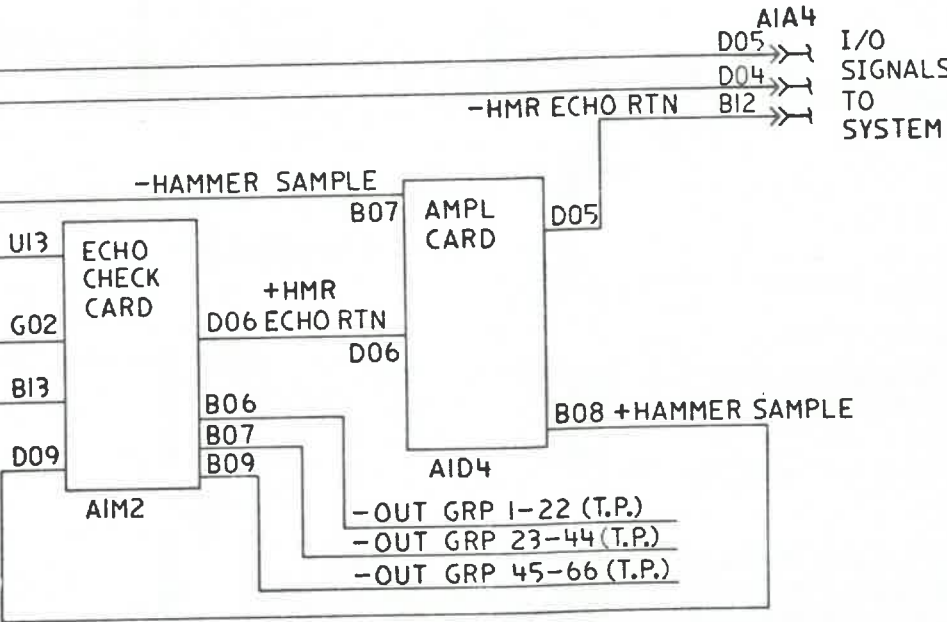 A1A4
D05
I/O
SIGNALS
D04
TO
-HMR ECHO RTN
B12
SYSTEM
-HAMMER SAMPLE
B07
AMPL
CARD
D05
U13
ECHO
CHECK
CARD
+HMR
G02
D06 ECHO RTN
D06
B13
B06
B08 +HAMMER SAMPLE
B07
D09
B09
A1D4
A1M2
-OUT GRP 1-22 (T.P.)
-OUT GRP 23-44 (T.P.)
-OUT GRP 45-66 (T.P.)